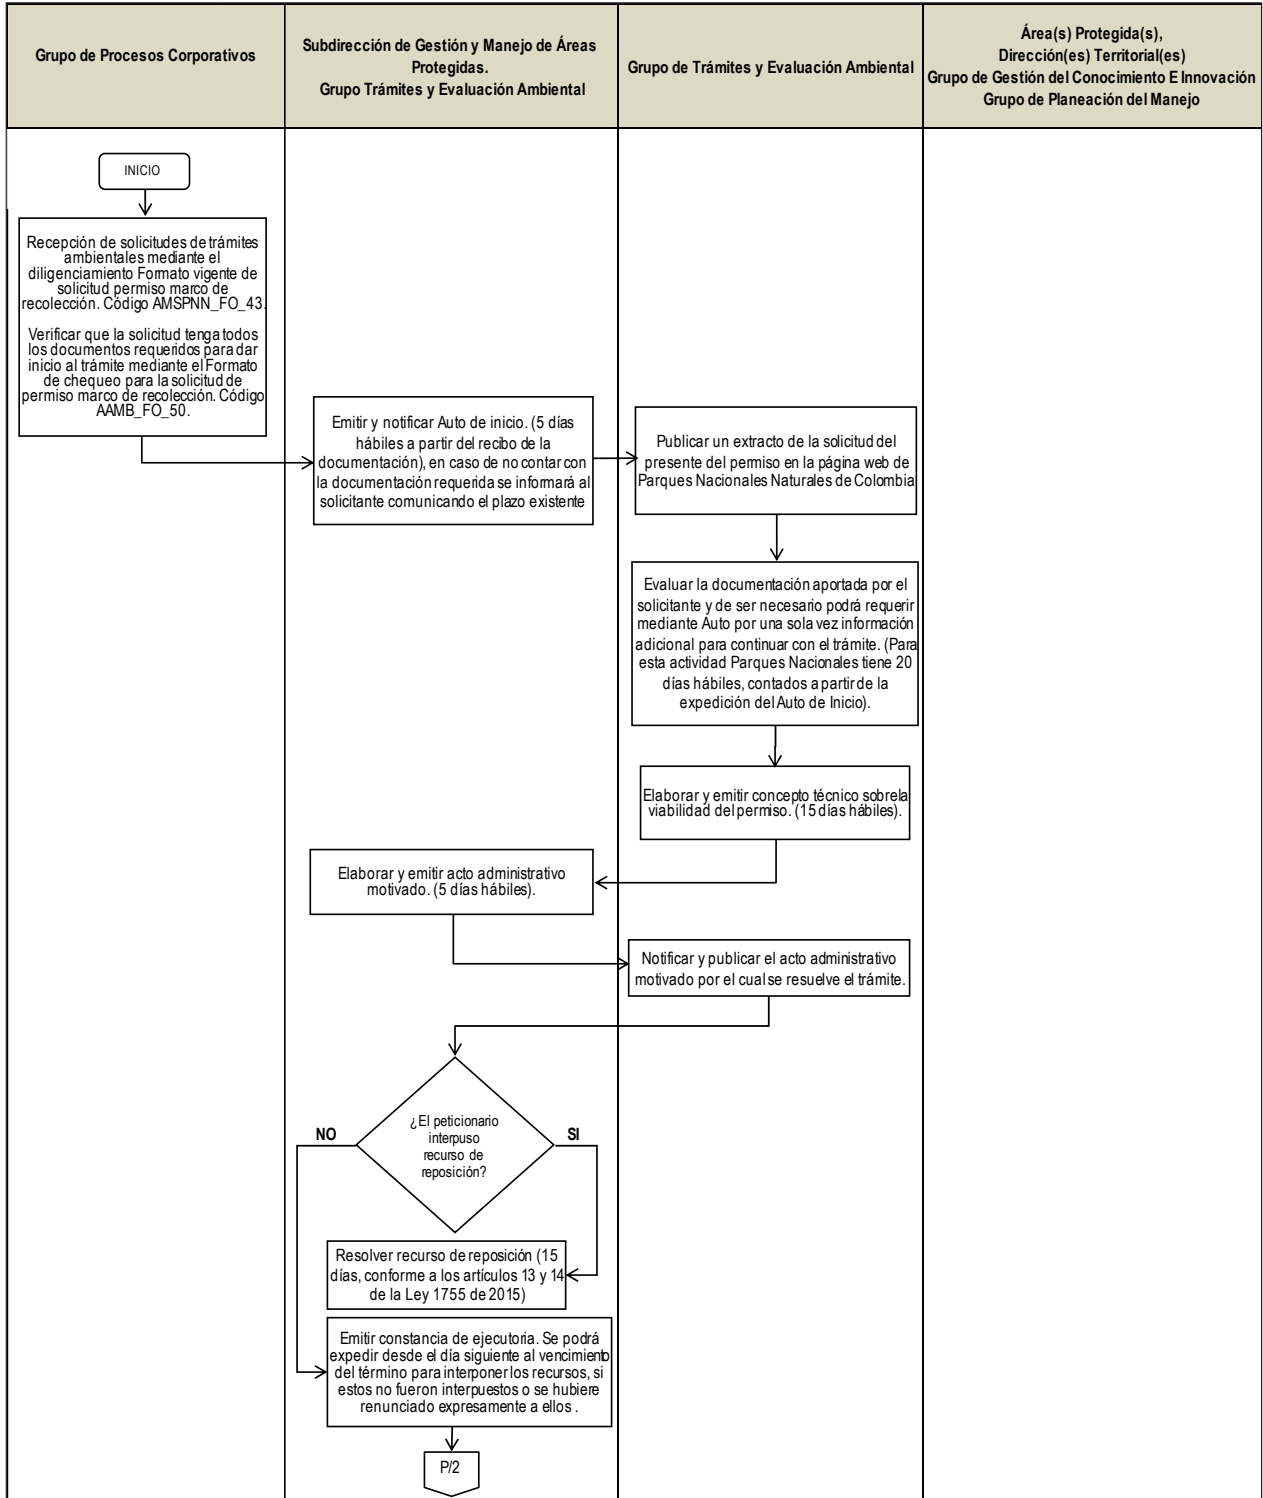 Grupo de Procesos Corporativos
Subdirección de Gestión y Manejo de Áreas
Protegidas.
Grupo Trámites y Evaluación Ambiental
Grupo de Trámites y Evaluación Ambiental
Área(s) Protegida(s),
Dirección(es) Territorial(es)
Grupo de Gestión del Conocimiento E Innovación
Grupo de Planeación del Manejo
INICIO
Recepción de solicitudes de trámites
ambientales mediante el
diligenciamiento Formato vigente de
solicitud permiso marco de
recolección. Código AMSPNN_FO_43.
Verificar que la solicitud tenga todos
los documentos requeridos para dar
inicio al trámite mediante el Formato
de chequeo para la solicitud de
permiso marco de recolección. Código
AAMB_FO_50.
Emitir y notificar Auto de inicio. (5 días
hábiles a partir del recibo de la
documentación), en caso de no contar con
la documentación requerida se informará al
solicitante comunicando el plazo existente
Publicar un extracto de la solicitud del
presente del permiso en la página web de
Parques Nacionales Naturales de Colombia
Evaluar la documentación aportada por el
solicitante y de ser necesario podrá requerir
mediante Auto por una sola vez información
adicional para continuar con el trámite. (Para
esta actividad Parques Nacionales tiene 20
días hábiles, contados a partir de la
expedición del Auto de Inicio).
Elaborar y emitir concepto técnico sobre la
viabilidad del permiso. (15 días hábiles).
Elaborar y emitir acto administrativo
motivado. (5 días hábiles).
Notificar y publicar el acto administrativo
motivado por el cual se resuelve el trámite.
¿El peticionario
interpuso
recurso de
reposición?
NO
SI
Resolver recurso de reposición (15
días, conforme a los artículos 13 y 14
de la Ley 1755 de 2015)
Emitir constancia de ejecutoria. Se podrá
expedir desde el día siguiente al vencimiento
del término para interponer los recursos, si
estos no fueron interpuestos o se hubiere
renunciado expresamente a ellos .
P/2